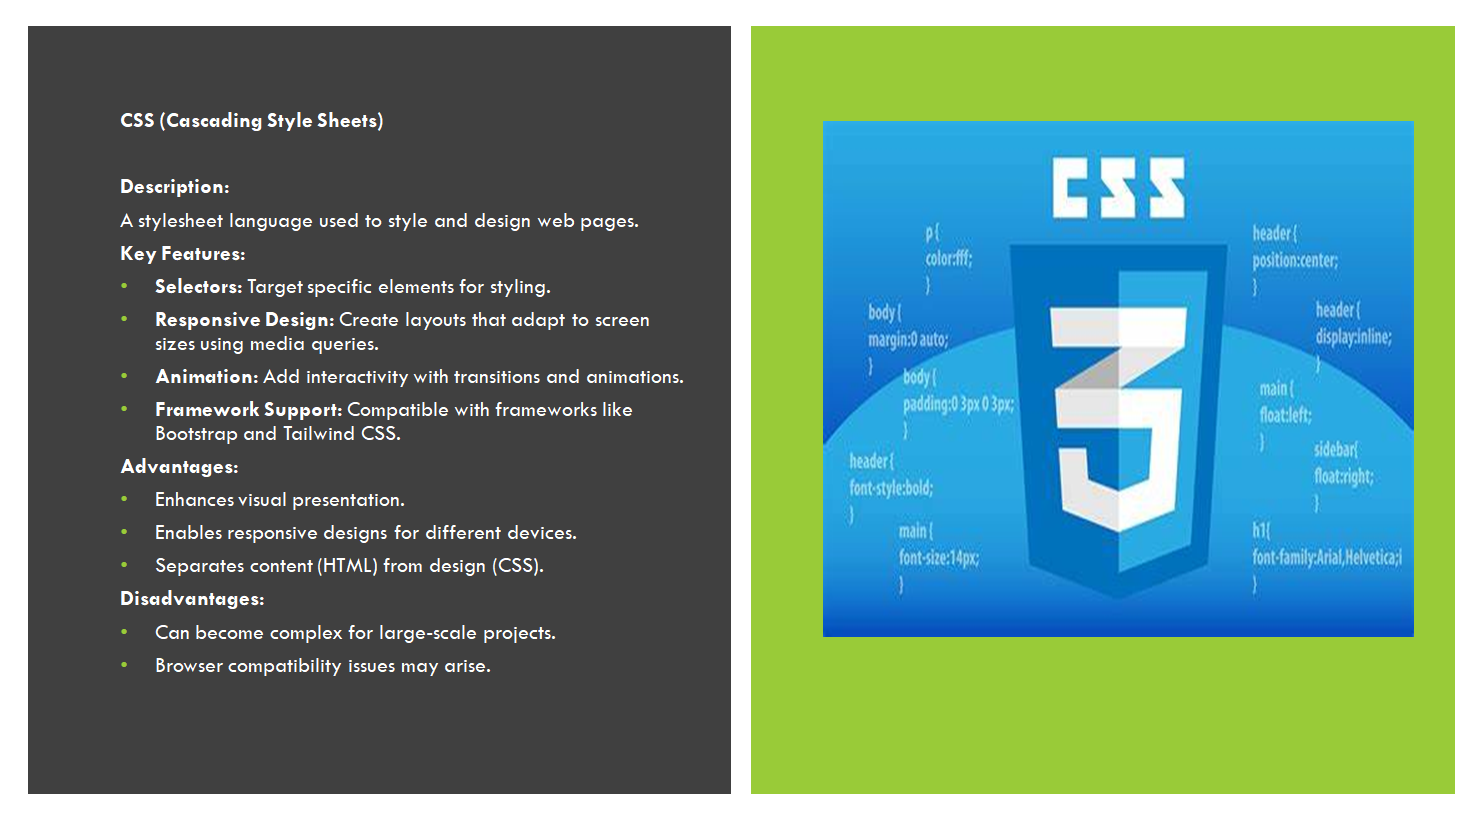 CSS (Cascading Style Sheets)
Description:
A stylesheet language used to style and design web pages.
Key Features:
• Selectors: Target specific elements for styling.
• Responsive Design: Create layouts that adapt to screen
sizes using media queries.
• Animation: Add interactivity with transitions and animations.
• Framework Support: Compatible with frameworks like
Bootstrap and Tailwind CSS.
Advantages:
• Enhances visual presentation.
• Enables responsive designs for different devices.
• Separates content (HTML) from design (CSS).
Disadvantages:
• Can become complex for large-scale projects.
• Browser compatibility issues may arise.
CSS
3
p {
color:fff;
}
body {
margin:0 auto;
}
body {
padding:0 3px 0 3px;
}
header {
font-style:bold;
}
main {
font-size:14px;
}
header {
position:center;
}
header {
display:inline;
}
main {
float:left;
}
sidebar{
float:right;
}
h1{
font-family:Arial,Helvetica;i
}